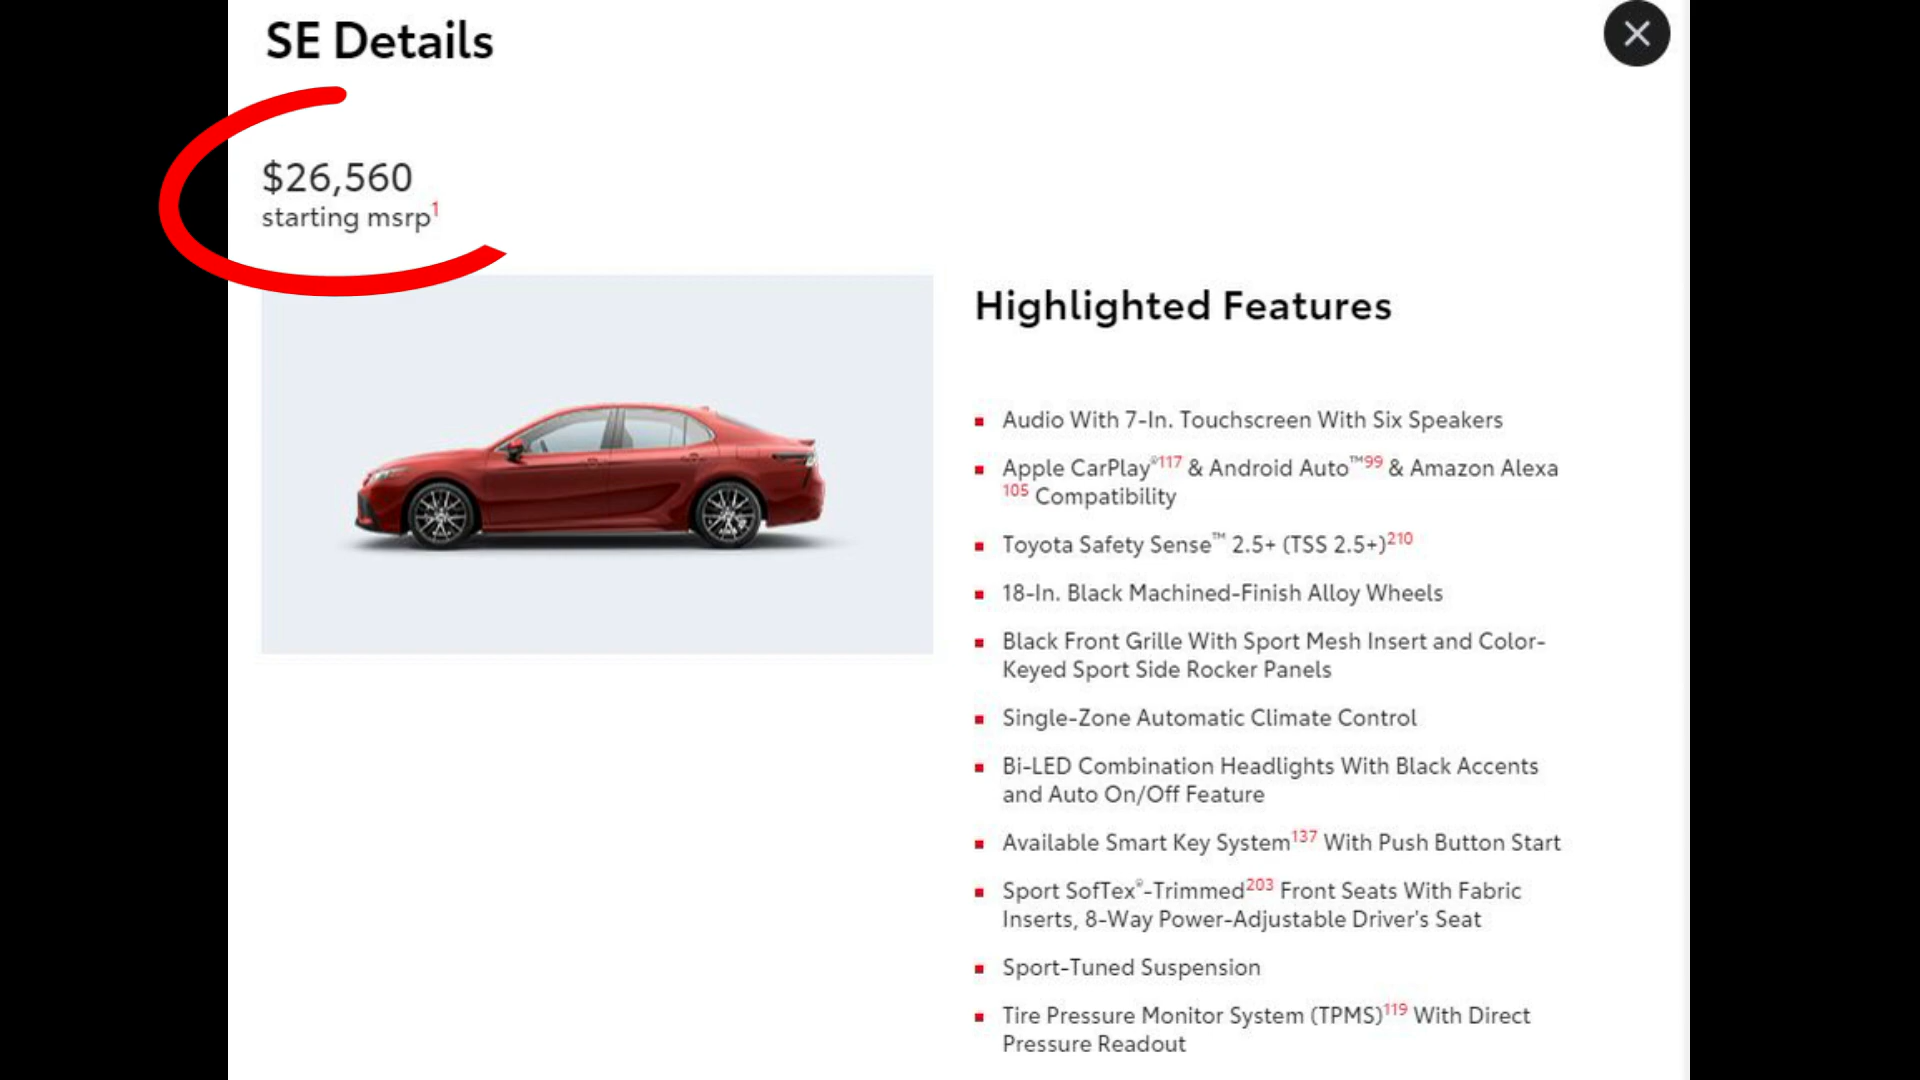 SE Details
$26,560
starting msrp1
Highlighted Features
Audio With 7-In. Touchscreen With Six Speakers
Apple CarPlay®117 & Android Auto™99 & Amazon Alexa
105 Compatibility
Toyota Safety Sense™ 2.5+ (TSS 2.5+)210
18-In. Black Machined-Finish Alloy Wheels
Black Front Grille With Sport Mesh Insert and Color-
Keyed Sport Side Rocker Panels
Single-Zone Automatic Climate Control
Bi-LED Combination Headlights With Black Accents
and Auto On/Off Feature
Available Smart Key System137 With Push Button Start
Sport SofTex®-Trimmed203 Front Seats With Fabric
Inserts, 8-Way Power-Adjustable Driver's Seat
Sport-Tuned Suspension
Tire Pressure Monitor System (TPMS)119 With Direct
Pressure Readout